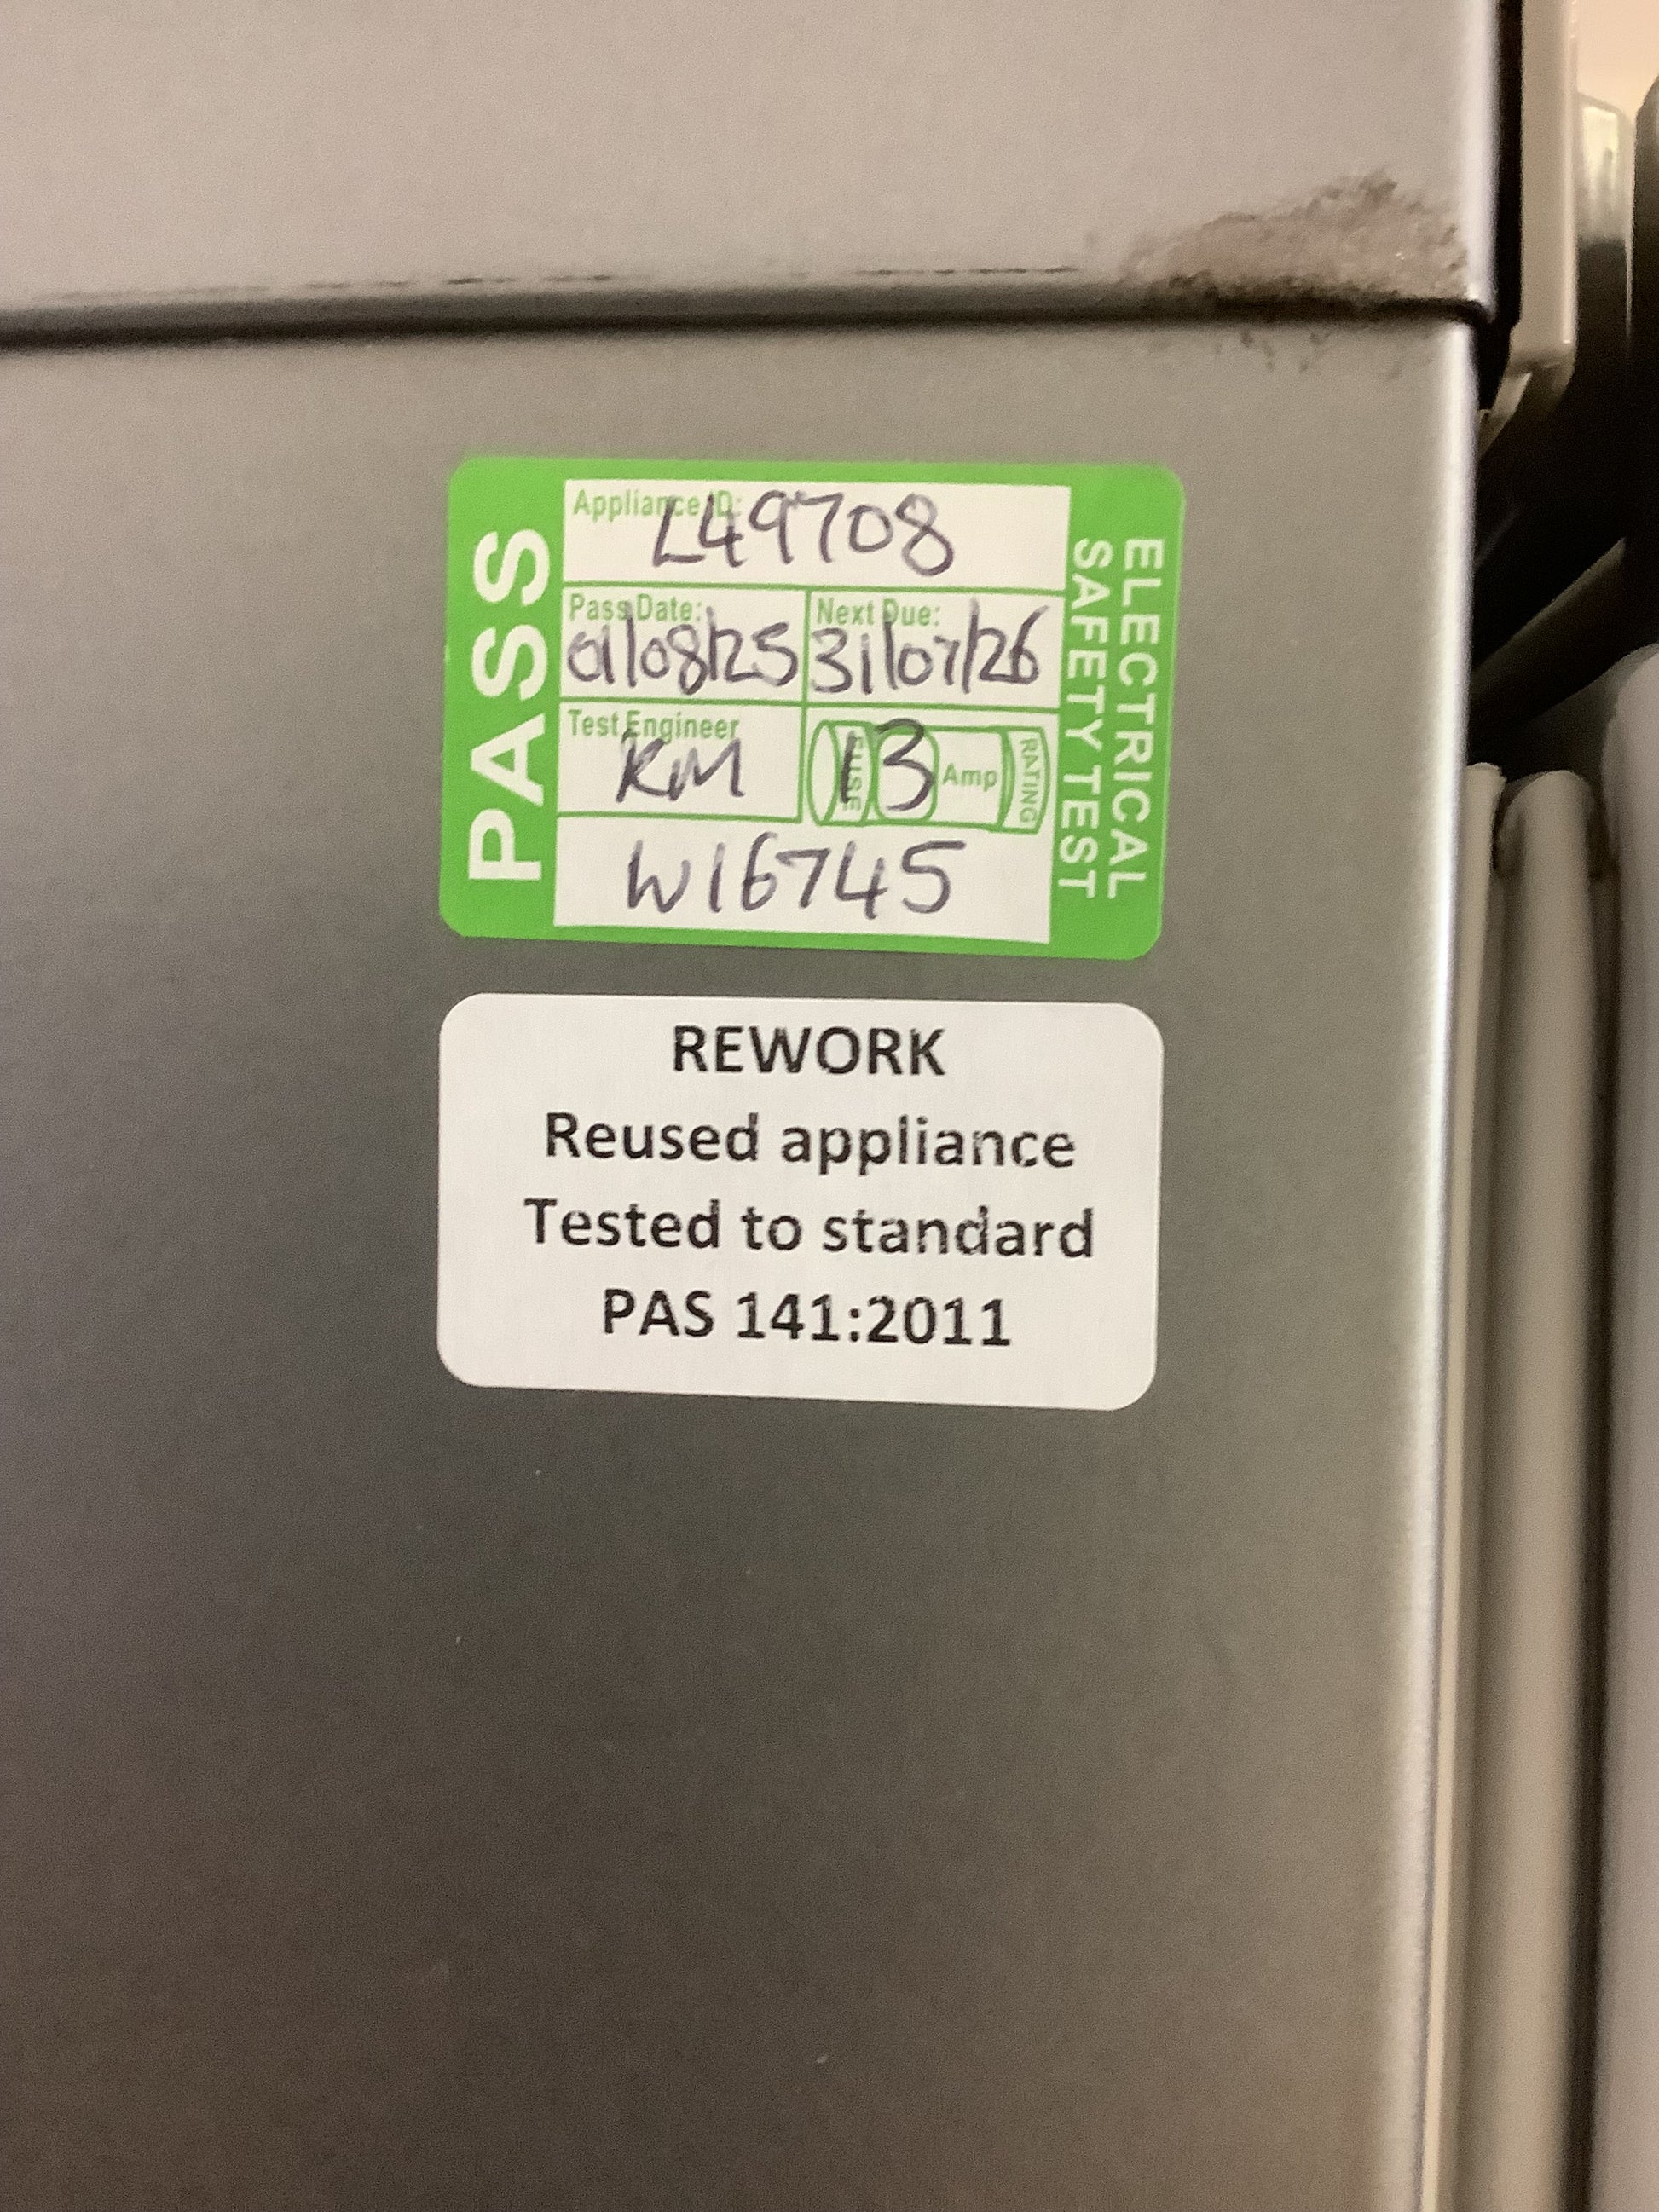 PASS
Appliance ID:
L49708
Pass Date:
01/08/25
Next Due:
31/07/26
Test Engineer
KM
FUSE
13
Amp
RATING
W16745
ELECTRICAL
SAFETY TEST
REWORK
Reused appliance
Tested to standard
PAS 141:2011